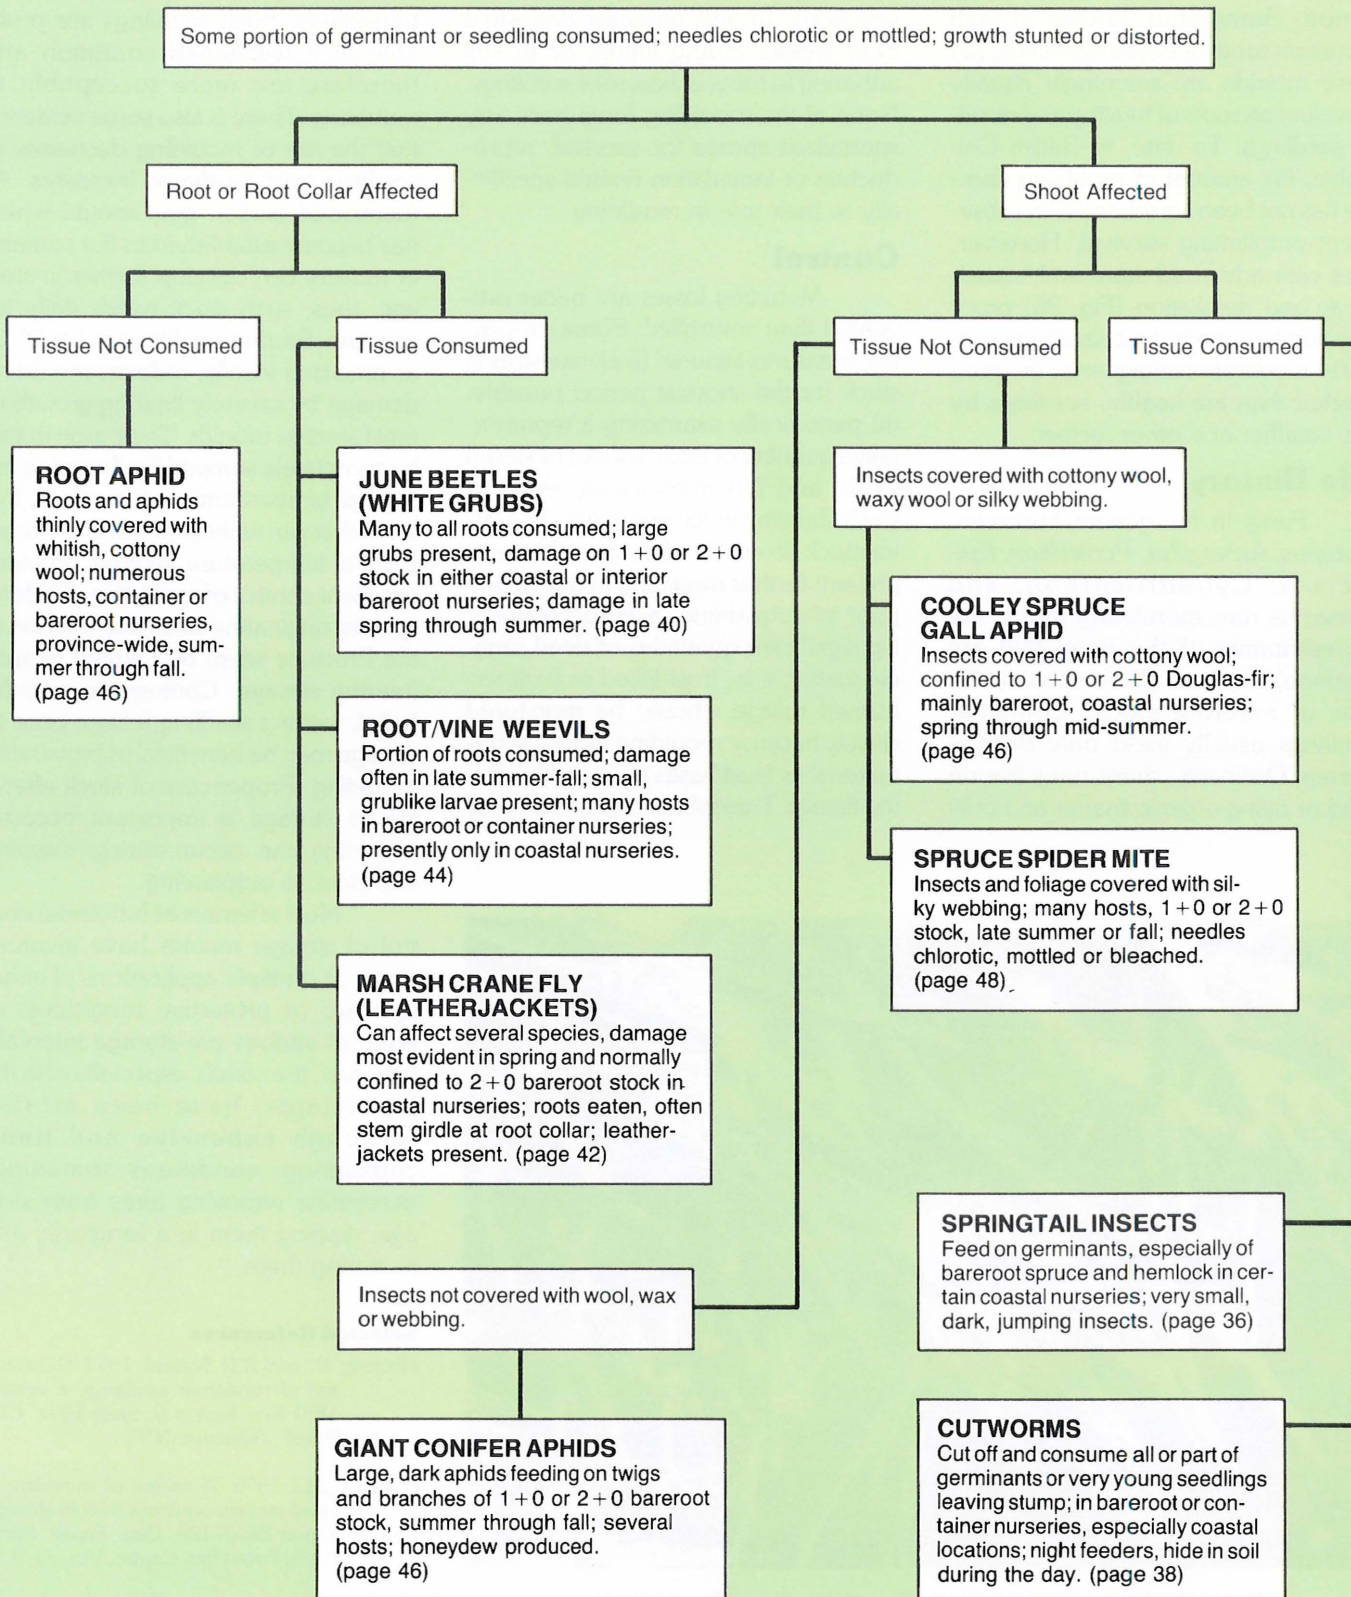 Some portion of germinant or seedling consumed; needles chlorotic or mottled; growth stunted or distorted.
Root or Root Collar Affected
Shoot Affected
Tissue Not Consumed
Tissue Consumed
Tissue Not Consumed
Tissue Consumed
ROOT APHID
Roots and aphids
thinly covered with
whitish, cottony
wool; numerous
hosts, container or
bareroot nurseries,
province-wide, sum-
mer through fall.
(page 46)
JUNE BEETLES
(WHITE GRUBS)
Many to all roots consumed; large
grubs present, damage on 1+0 or 2+0
stock in either coastal or interior
bareroot nurseries; damage in late
spring through summer. (page 40)
ROOT/VINE WEEVILS
Portion of roots consumed; damage
often in late summer-fall; small,
grublike larvae present; many hosts
in bareroot or container nurseries;
presently only in coastal nurseries.
(page 44)
MARSH CRANE FLY
(LEATHERJACKETS)
Can affect several species, damage
most evident in spring and normally
confined to 2+0 bareroot stock in
coastal nurseries; roots eaten, often
stem girdle at root collar; leather-
jackets present. (page 42)
Insects covered with cottony wool,
waxy wool or silky webbing.
COOLEY SPRUCE
GALL APHID
Insects covered with cottony wool;
confined to 1+0 or 2+0 Douglas-fir;
mainly bareroot, coastal nurseries;
spring through mid-summer.
(page 46)
SPRUCE SPIDER MITE
Insects and foliage covered with sil-
ky webbing; many hosts, 1+0 or 2+0
stock, late summer or fall; needles
chlorotic, mottled or bleached.
(page 48)
Insects not covered with wool, wax
or webbing.
GIANT CONIFER APHIDS
Large, dark aphids feeding on twigs
and branches of 1+0 or 2+0 bareroot
stock, summer through fall; several
hosts; honeydew produced.
(page 46)
SPRINGTAIL INSECTS
Feed on germinants, especially of
bareroot spruce and hemlock in cer-
tain coastal nurseries; very small,
dark, jumping insects. (page 36)
CUTWORMS
Cut off and consume all or part of
germinants or very young seedlings
leaving stump; in bareroot or con-
tainer nurseries, especially coastal
locations; night feeders, hide in soil
during the day. (page 38)